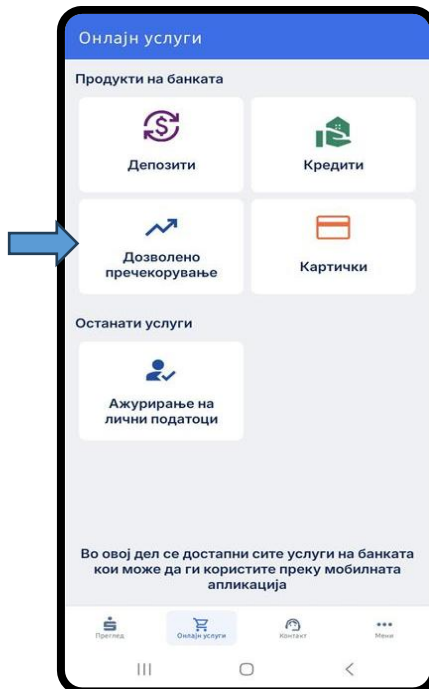 Онлајн услуги
Продукти на банката
Депозити
Кредити
Дозволено
пречекорување
Картички
Останати услуги
Ажурирање на
лични податоци
Во овој дел се достапни сите услуги на банката
кои може да ги користите преку мобилната
апликација
Преглед
Онлајн услуги
Контакт
Мени